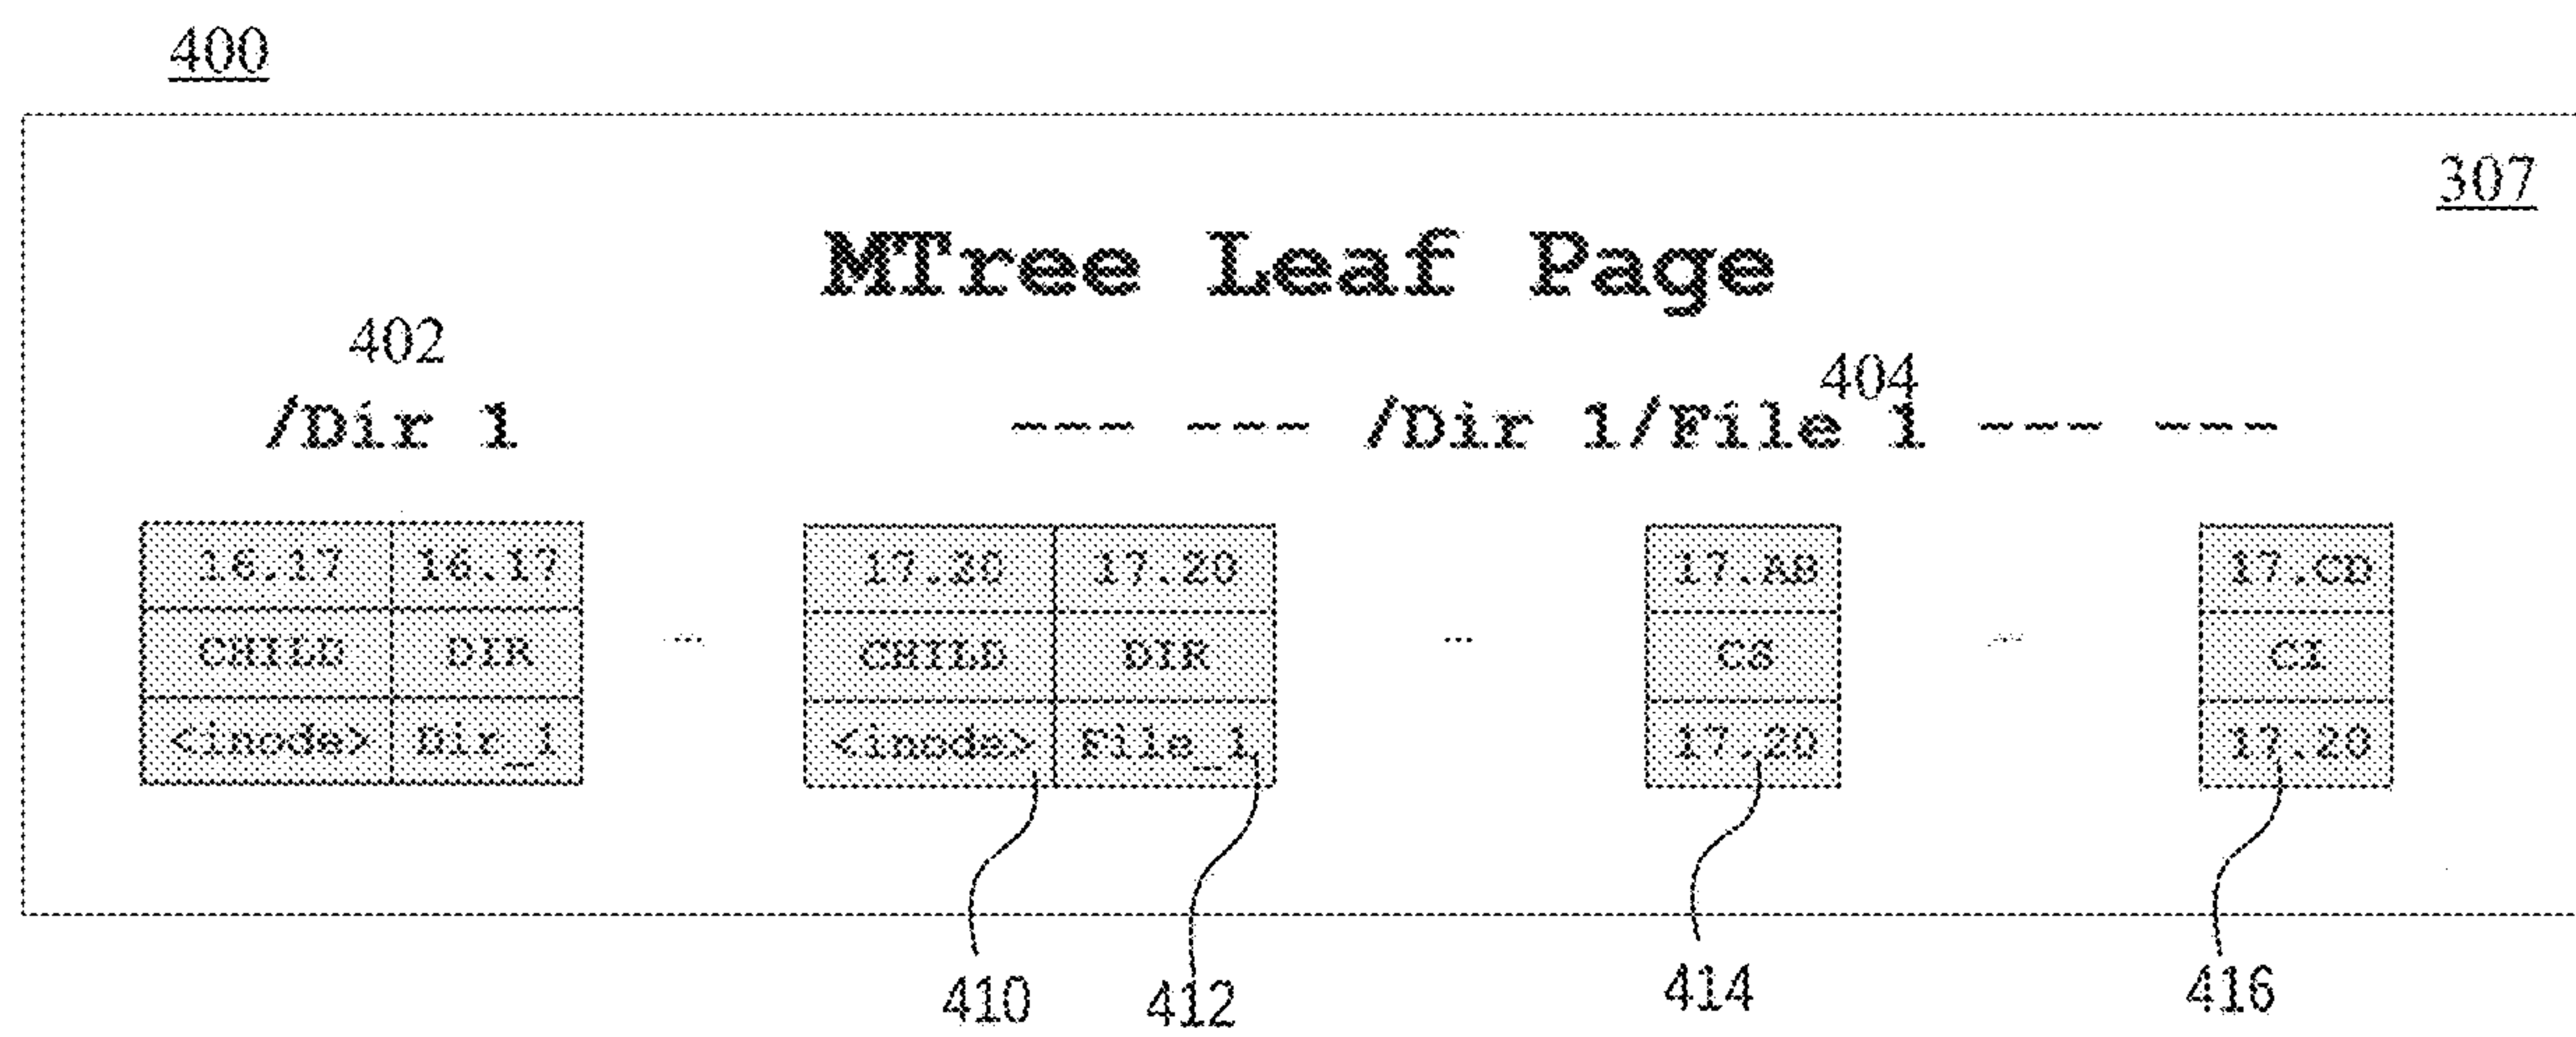 400
307
MTree Leaf Page
402
404
/Dir 1 --- --- /Dir 1/File 1 --- ---
16.17 16.17 17.20 17.20 17.AB 17.CD
CHILD DIR … CHILD DIR … CS … CI
<inode> Dir_1 <inode> File_1 17.20 17.20
410 412 414 416